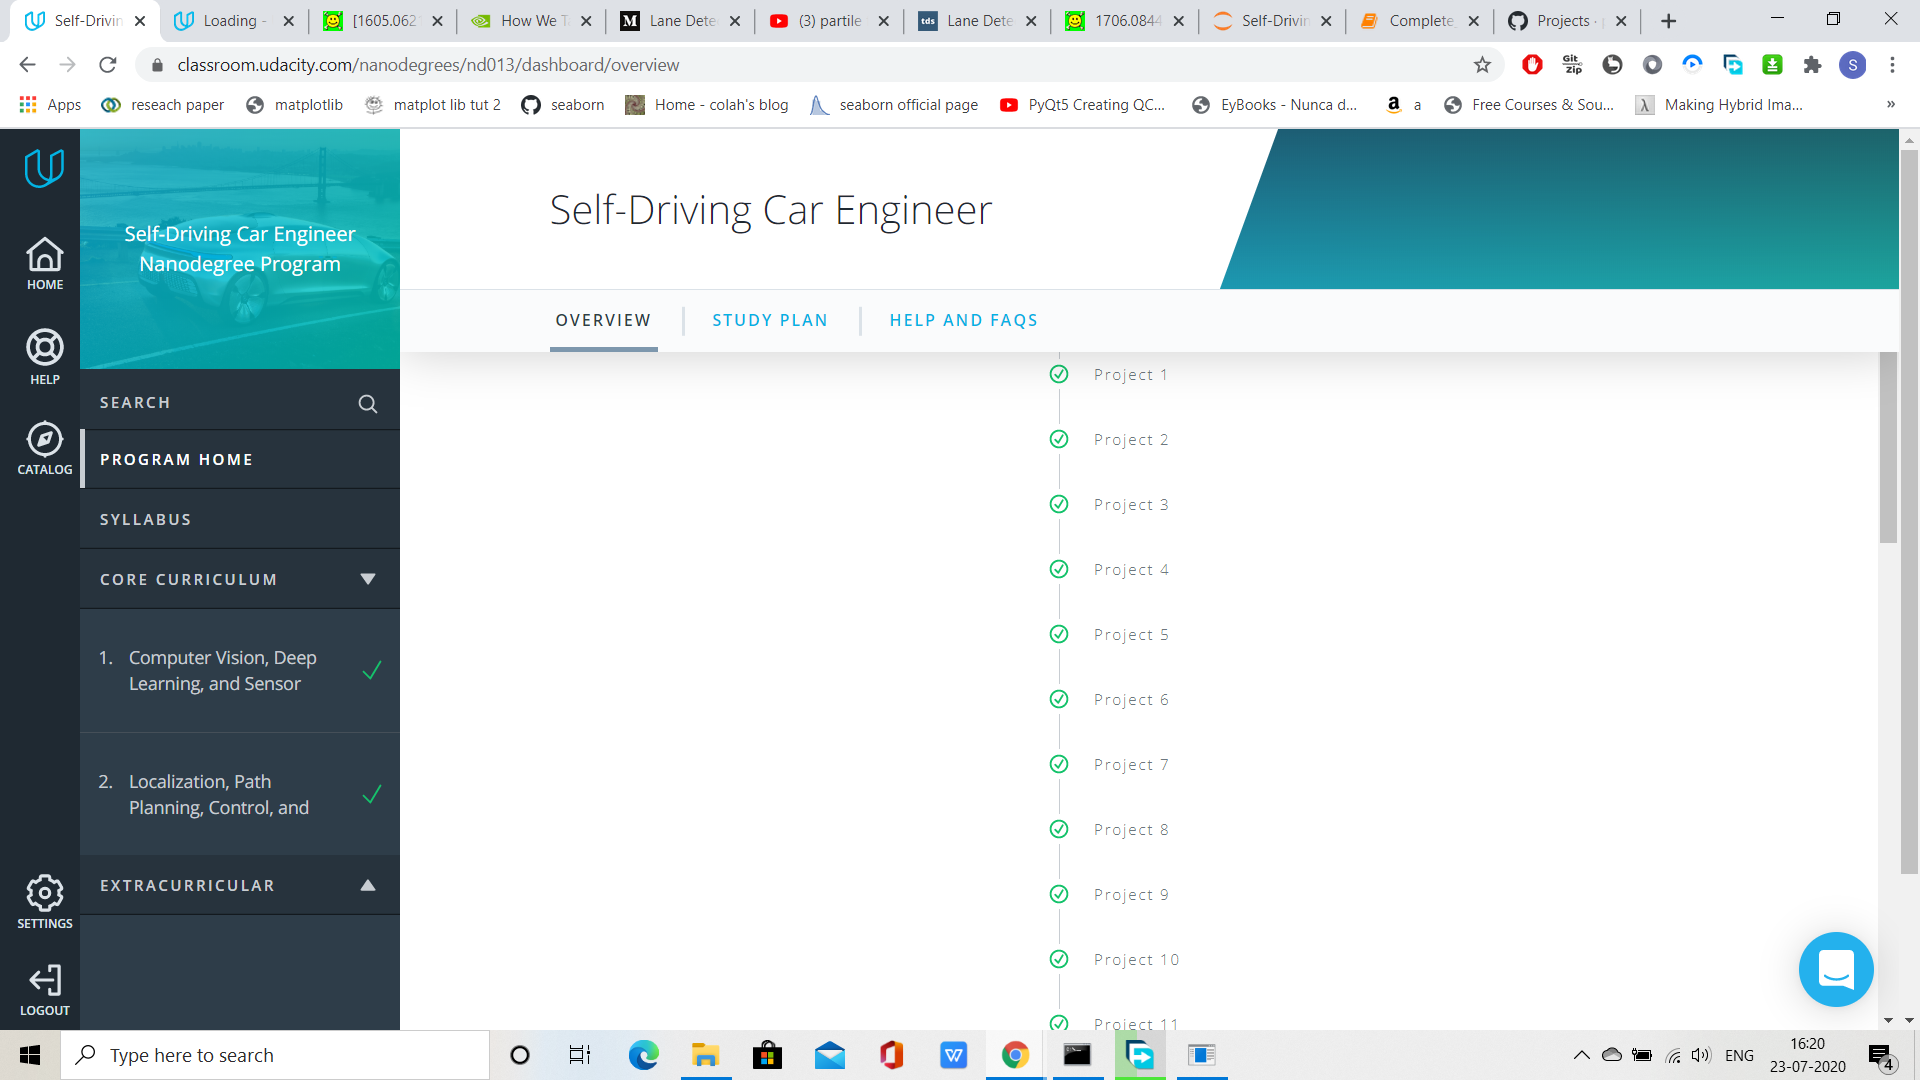 Self-Drivin
Loading -
[1605.0621
How We T
Lane Dete
(3) partile
Lane Dete
1706.0844
Self-Drivin
Complete
Projects ·
classroom.udacity.com/nanodegrees/nd013/dashboard/overview
Git
Zip
S
Apps
reseach paper
matplotlib
matplot lib tut 2
seaborn
Home - colah's blog
seaborn official page
PyQt5 Creating QC...
EyBooks - Nunca d...
a
Free Courses & Sou...
Making Hybrid Ima...
»
HOME
HELP
CATALOG
SETTINGS
LOGOUT
Self-Driving Car Engineer
Nanodegree Program
SEARCH
PROGRAM HOME
SYLLABUS
CORE CURRICULUM
1. Computer Vision, Deep
Learning, and Sensor
2. Localization, Path
Planning, Control, and
EXTRACURRICULAR
Self-Driving Car Engineer
OVERVIEW
STUDY PLAN
HELP AND FAQS
Project 1
Project 2
Project 3
Project 4
Project 5
Project 6
Project 7
Project 8
Project 9
Project 10
Project 11
Type here to search
ENG
16:20
23-07-2020
4